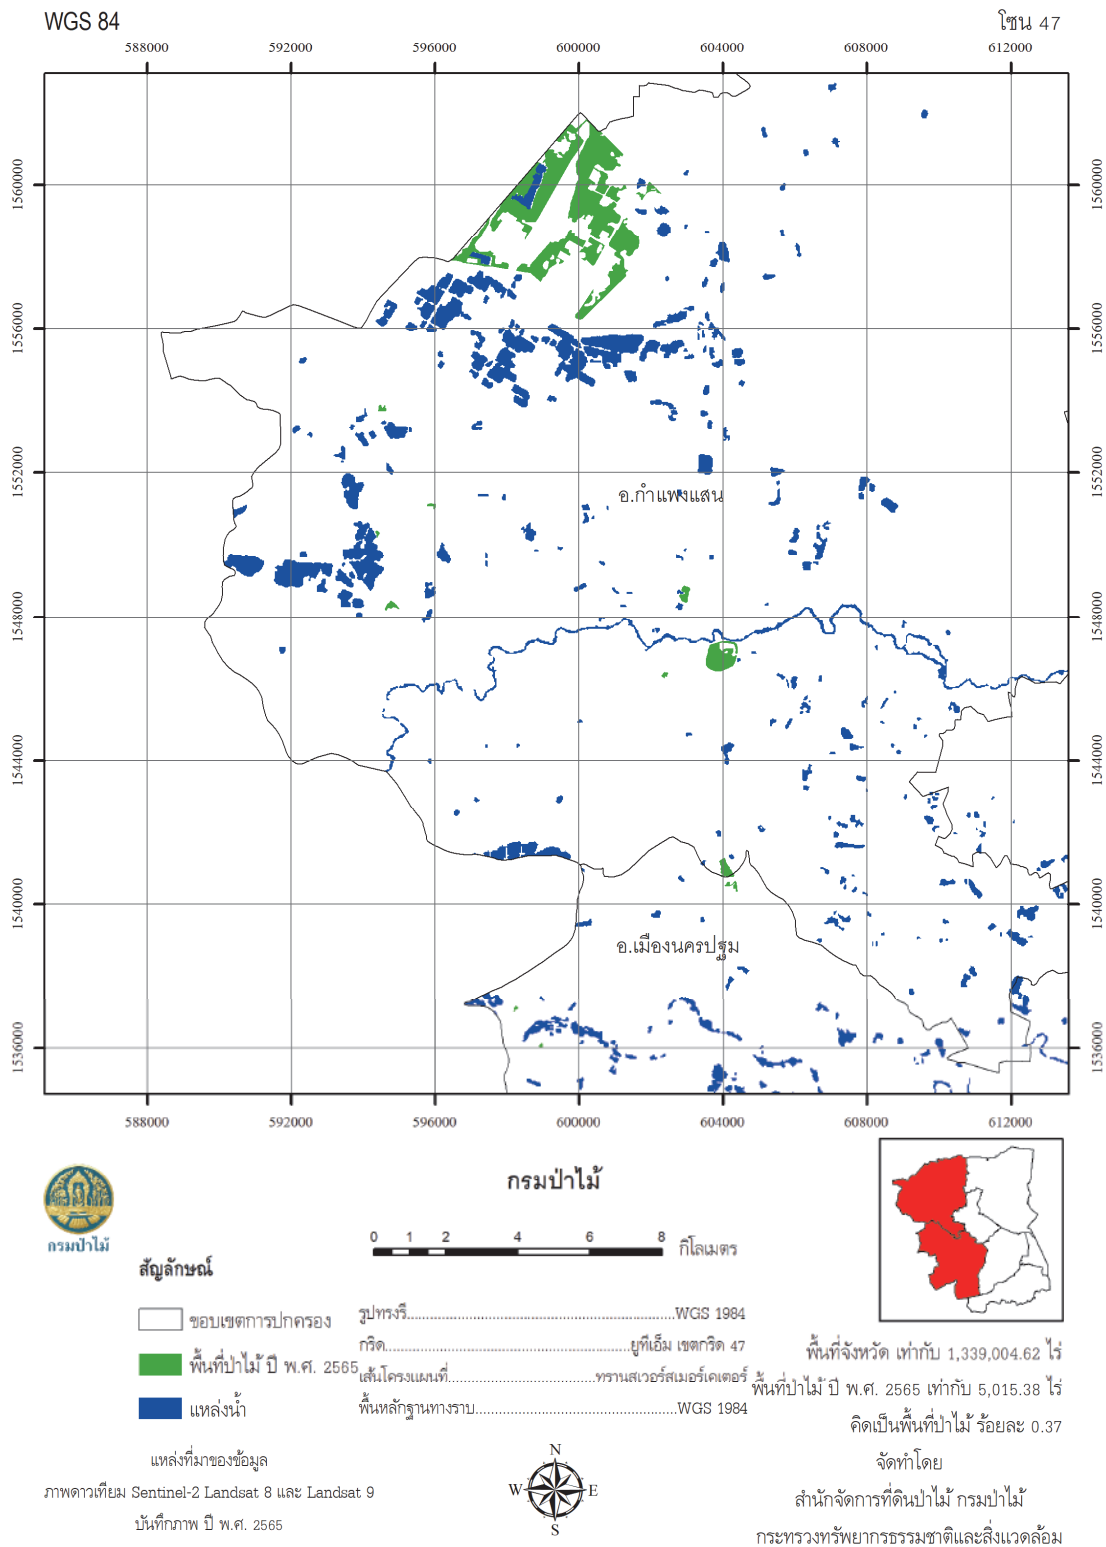 WGS 84
โซน 47
588000 592000 596000 600000 604000 608000 612000
1560000 1560000
1556000 1556000
1552000 1552000
อ.กำแพงแสน
1548000 1548000
1544000 1544000
1540000 1540000
อ.เมืองนครปฐม
1536000 1536000
588000 592000 596000 600000 604000 608000 612000
กรมป่าไม้
กรมป่าไม้
0 1 2 4 6 8 กิโลเมตร
สัญลักษณ์
ขอบเขตการปกครอง
พื้นที่ป่าไม้ ปี พ.ศ. 2565
แหล่งน้ำ
รูปทรงรี...........................................................WGS 1984
กริด......................................................ยูทีเอ็ม เขตกริด 47
เส้นโครงแผนที่................................ทรานสเวอร์สเมอร์เคเตอร์
พื้นหลักฐานทางราบ............................................WGS 1984
พื้นที่จังหวัด เท่ากับ 1,339,004.62 ไร่
พื้นที่ป่าไม้ ปี พ.ศ. 2565 เท่ากับ 5,015.38 ไร่
คิดเป็นพื้นที่ป่าไม้ ร้อยละ 0.37
จัดทำโดย
สำนักจัดการที่ดินป่าไม้ กรมป่าไม้
กระทรวงทรัพยากรธรรมชาติและสิ่งแวดล้อม
แหล่งที่มาของข้อมูล
ภาพดาวเทียม Sentinel-2 Landsat 8 และ Landsat 9
บันทึกภาพ ปี พ.ศ. 2565
N
W E
S